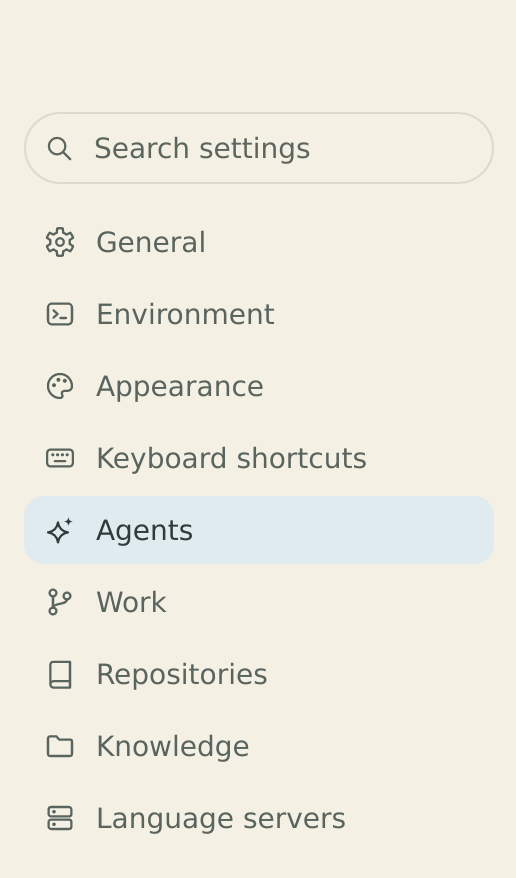 Search settings
General
Environment
Appearance
Keyboard shortcuts
Agents
Work
Repositories
Knowledge
Language servers